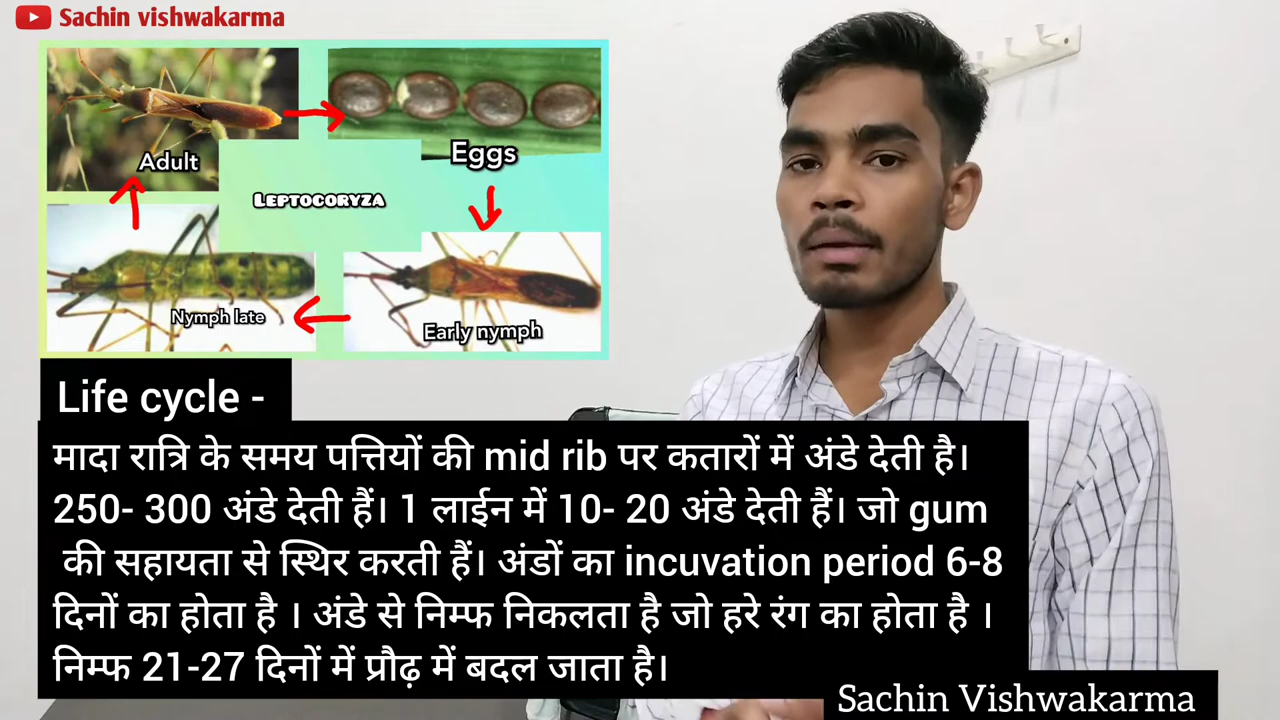 Sachin vishwakarma
Adult
Eggs
LEPTOCORYZA
Nymph late
Early nymph
Life cycle -
मादा रात्रि के समय पत्तियों की mid rib पर कतारों में अंडे देती है।
250- 300 अंडे देती हैं। 1 लाईन में 10- 20 अंडे देती हैं। जो gum
की सहायता से स्थिर करती हैं। अंडों का incuvation period 6-8
दिनों का होता है । अंडे से निम्फ निकलता है जो हरे रंग का होता है ।
निम्फ 21-27 दिनों में प्रौढ़ में बदल जाता है।
Sachin Vishwakarma